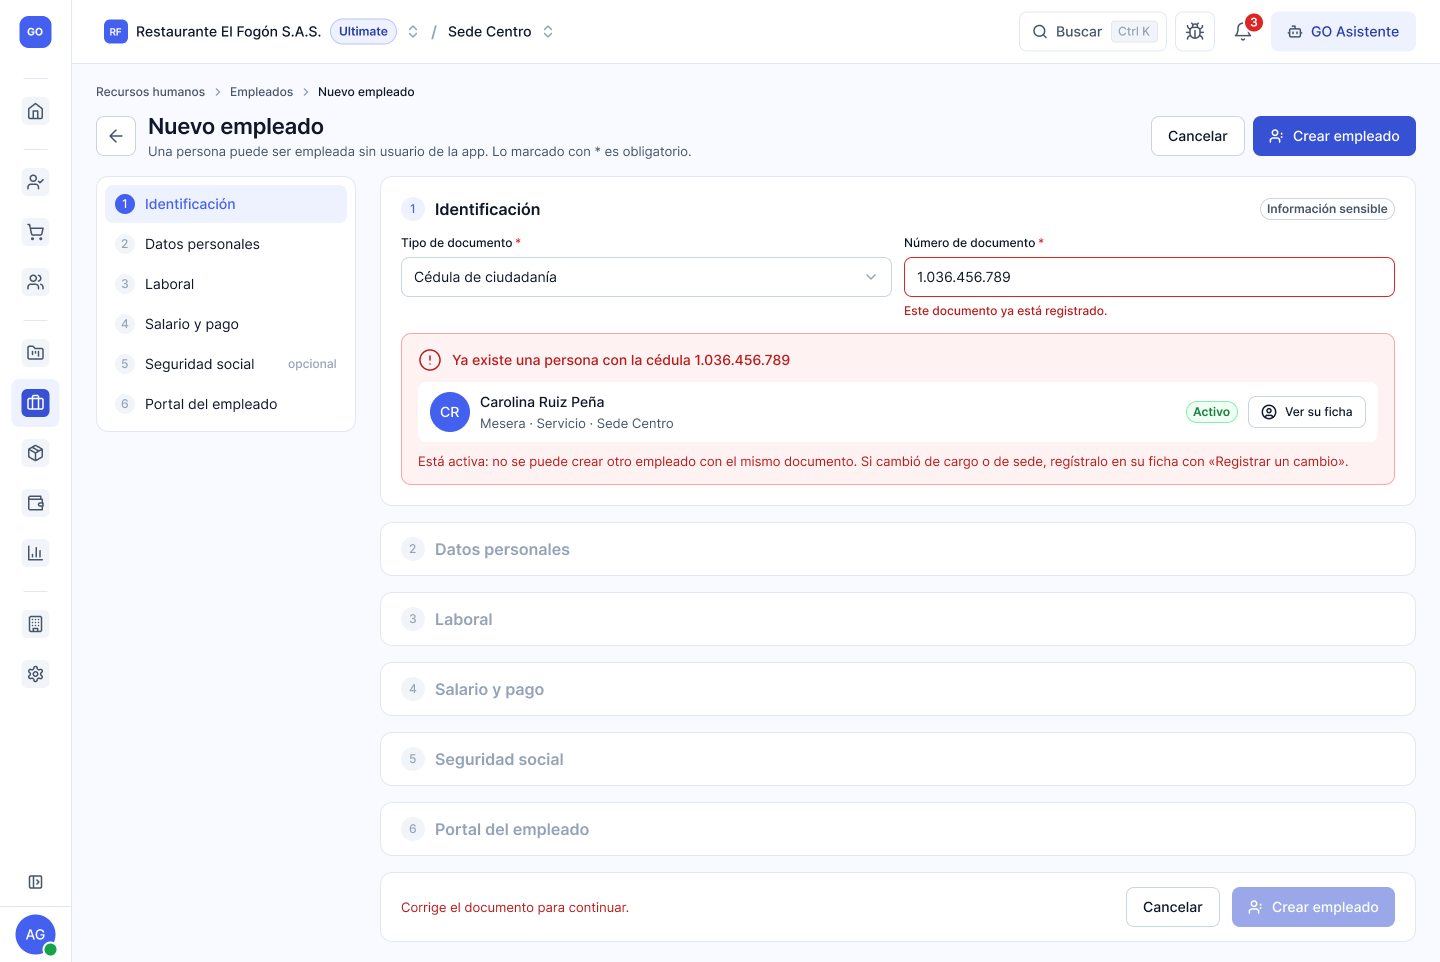 GO
RF Restaurante El Fogón S.A.S. Ultimate / Sede Centro
Buscar Ctrl K
3
GO Asistente
Recursos humanos > Empleados > Nuevo empleado
Nuevo empleado
Una persona puede ser empleada sin usuario de la app. Lo marcado con * es obligatorio.
Cancelar
Crear empleado
1 Identificación
2 Datos personales
3 Laboral
4 Salario y pago
5 Seguridad social opcional
6 Portal del empleado
1 Identificación
Información sensible
Tipo de documento *
Cédula de ciudadanía
Número de documento *
1.036.456.789
Este documento ya está registrado.
Ya existe una persona con la cédula 1.036.456.789
CR
Carolina Ruiz Peña
Mesera · Servicio · Sede Centro
Activo
Ver su ficha
Está activa: no se puede crear otro empleado con el mismo documento. Si cambió de cargo o de sede, regístralo en su ficha con «Registrar un cambio».
2 Datos personales
3 Laboral
4 Salario y pago
5 Seguridad social
6 Portal del empleado
Corrige el documento para continuar.
Cancelar
Crear empleado
AG